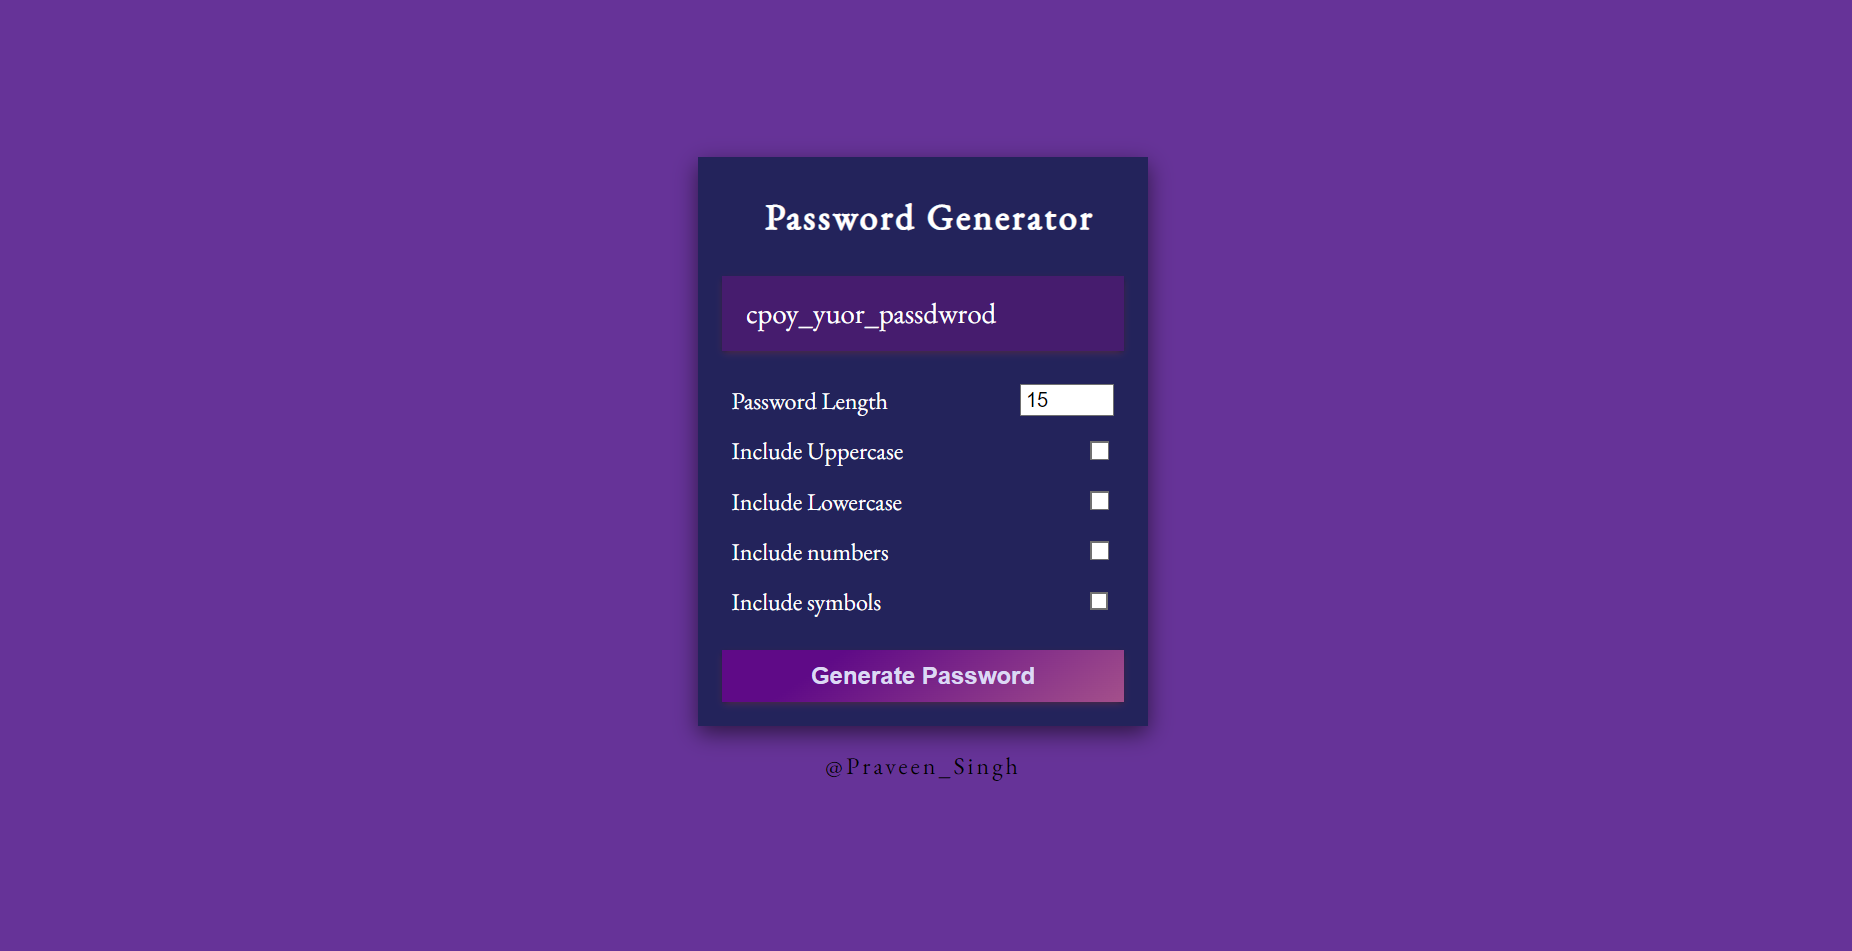 Password Generator
cpoy_yuor_passdwrod
Password Length 15
Include Uppercase
Include Lowercase
Include numbers
Include symbols
Generate Password
@Praveen_Singh